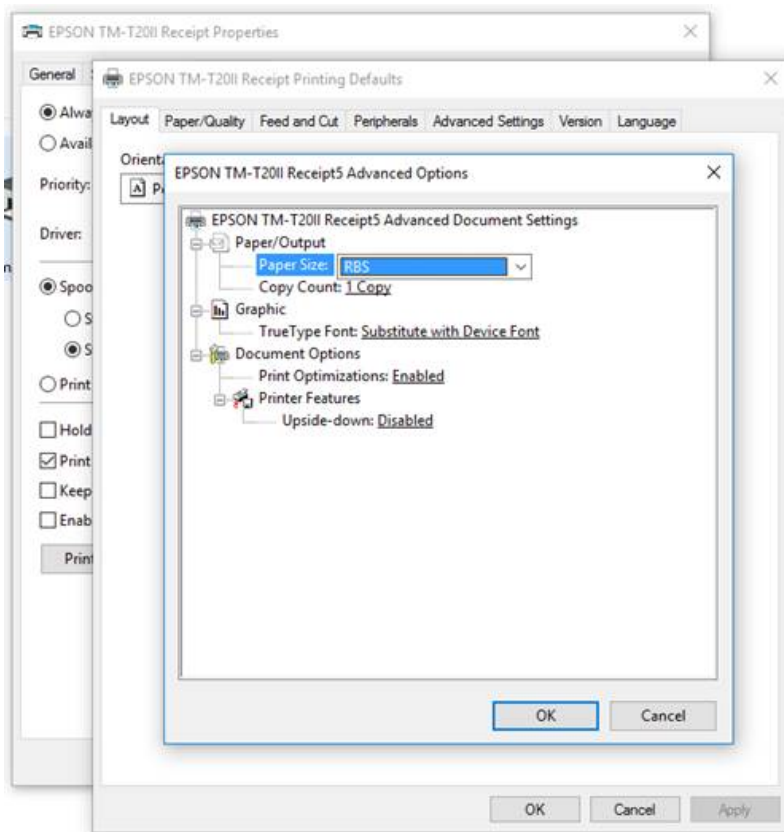 EPSON TM-T20II Receipt Properties
General
EPSON TM-T20II Receipt Printing Defaults
Alwa
Avail
Priority:
Driver:
Spoo
S
S
Print
Hold
Print
Keep
Enab
Print
Layout Paper/Quality Feed and Cut Peripherals Advanced Settings Version Language
Orient
A P
EPSON TM-T20II Receipt5 Advanced Options
EPSON TM-T20II Receipt5 Advanced Document Settings
Paper/Output
Paper Size: RBS
Copy Count: 1 Copy
Graphic
TrueType Font: Substitute with Device Font
Document Options
Print Optimizations: Enabled
Printer Features
Upside-down: Disabled
OK Cancel
OK Cancel Apply